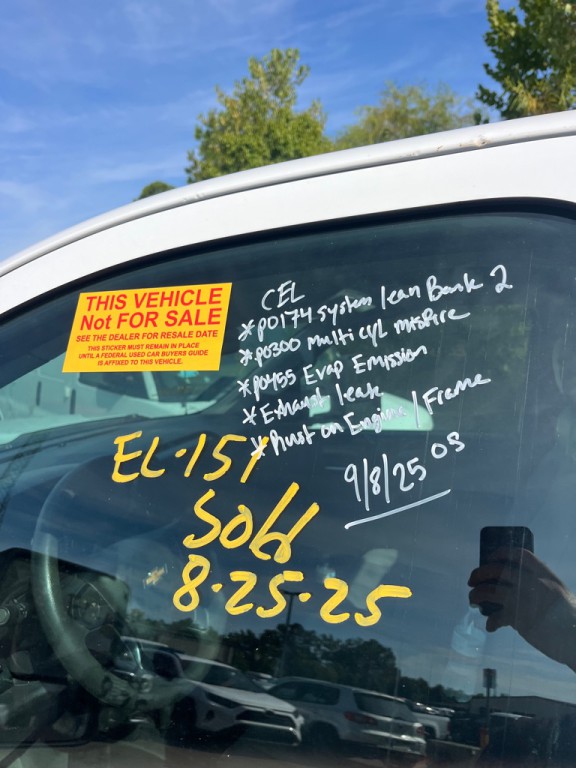 THIS VEHICLE
Not FOR SALE
SEE THE DEALER FOR RESALE DATE
THIS STICKER MUST REMAIN IN PLACE
UNTIL A FEDERAL USED CAR BUYERS GUIDE
IS AFFIXED TO THIS VEHICLE.
CEL
*P0174 system lean Bank 2
*P0300 multi cyl misfire
*P0455 Evap Emission
*Exhaust leak
*Rust on Engine / Frame
9/8/25 OS
EL-151
Sold
8-25-25